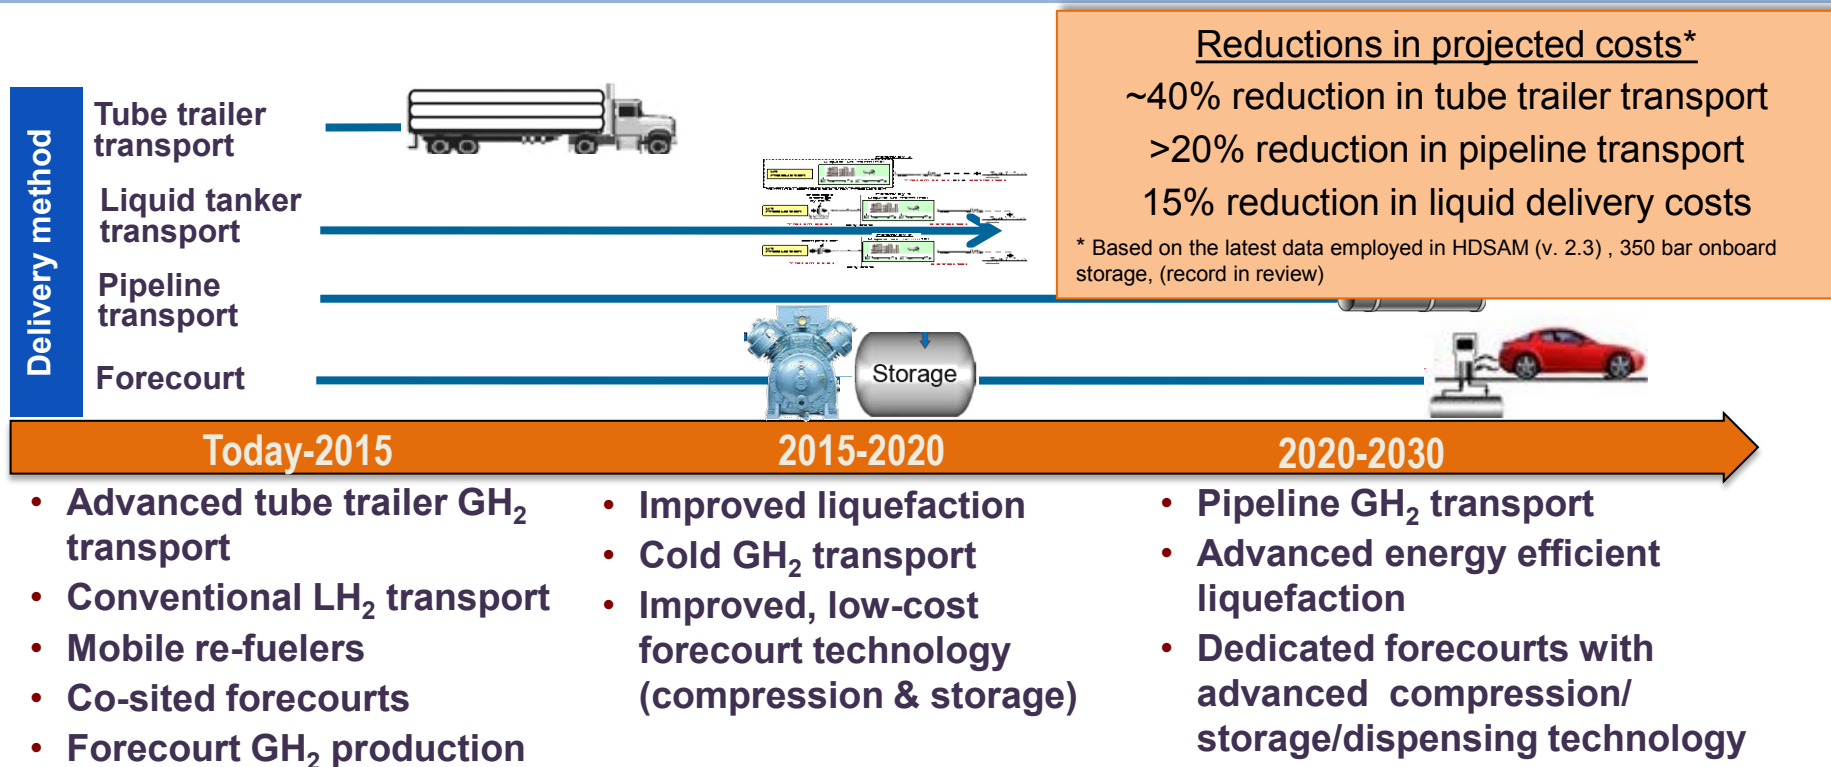 Reductions in projected costs*
~40% reduction in tube trailer transport
>20% reduction in pipeline transport
15% reduction in liquid delivery costs
* Based on the latest data employed in HDSAM (v. 2.3) , 350 bar onboard
storage, (record in review)
Delivery method
Tube trailer
transport
Liquid tanker
transport
Pipeline
transport
Forecourt
Storage
Today-2015
2015-2020
2020-2030
• Advanced tube trailer GH₂
transport
• Conventional LH₂ transport
• Mobile re-fuelers
• Co-sited forecourts
• Forecourt GH₂ production
• Improved liquefaction
• Cold GH₂ transport
• Improved, low-cost
forecourt technology
(compression & storage)
• Pipeline GH₂ transport
• Advanced energy efficient
liquefaction
• Dedicated forecourts with
advanced compression/
storage/dispensing technology